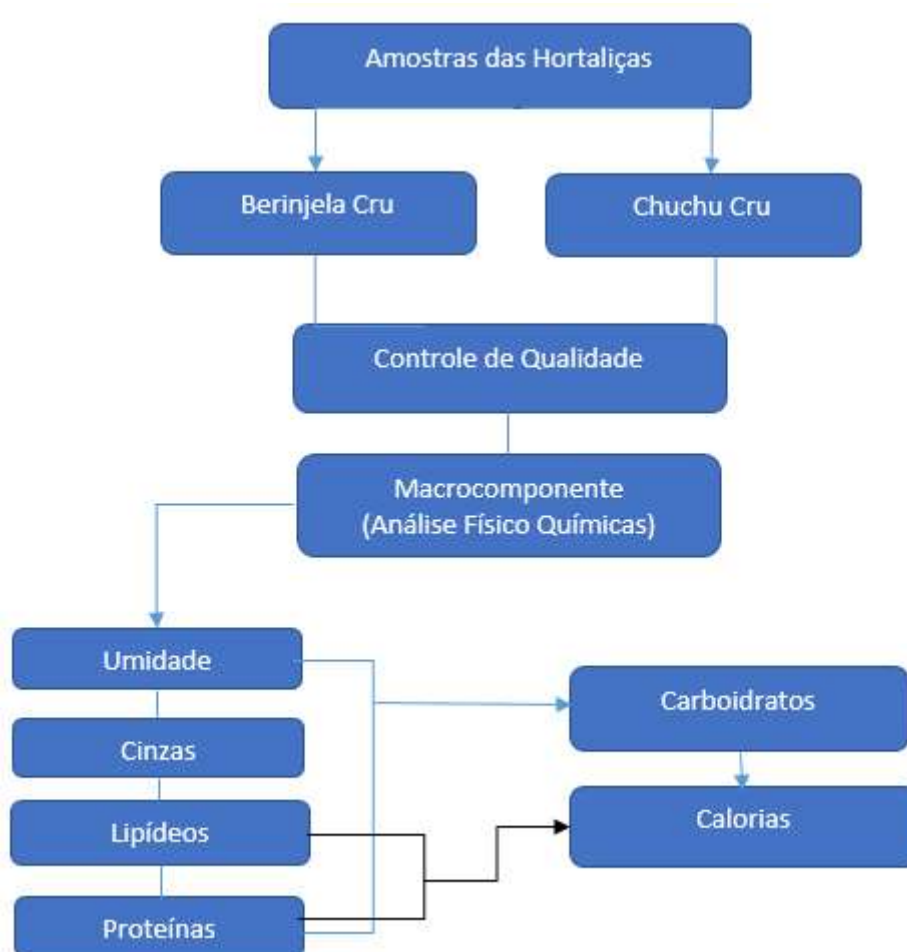 Amostras das Hortaliças
Berinjela Cru
Chuchu Cru
Controle de Qualidade
Macrocomponente
(Análise Físico Químicas)
Umidade
Cinzas
Lipídeos
Proteínas
Carboidratos
Calorias